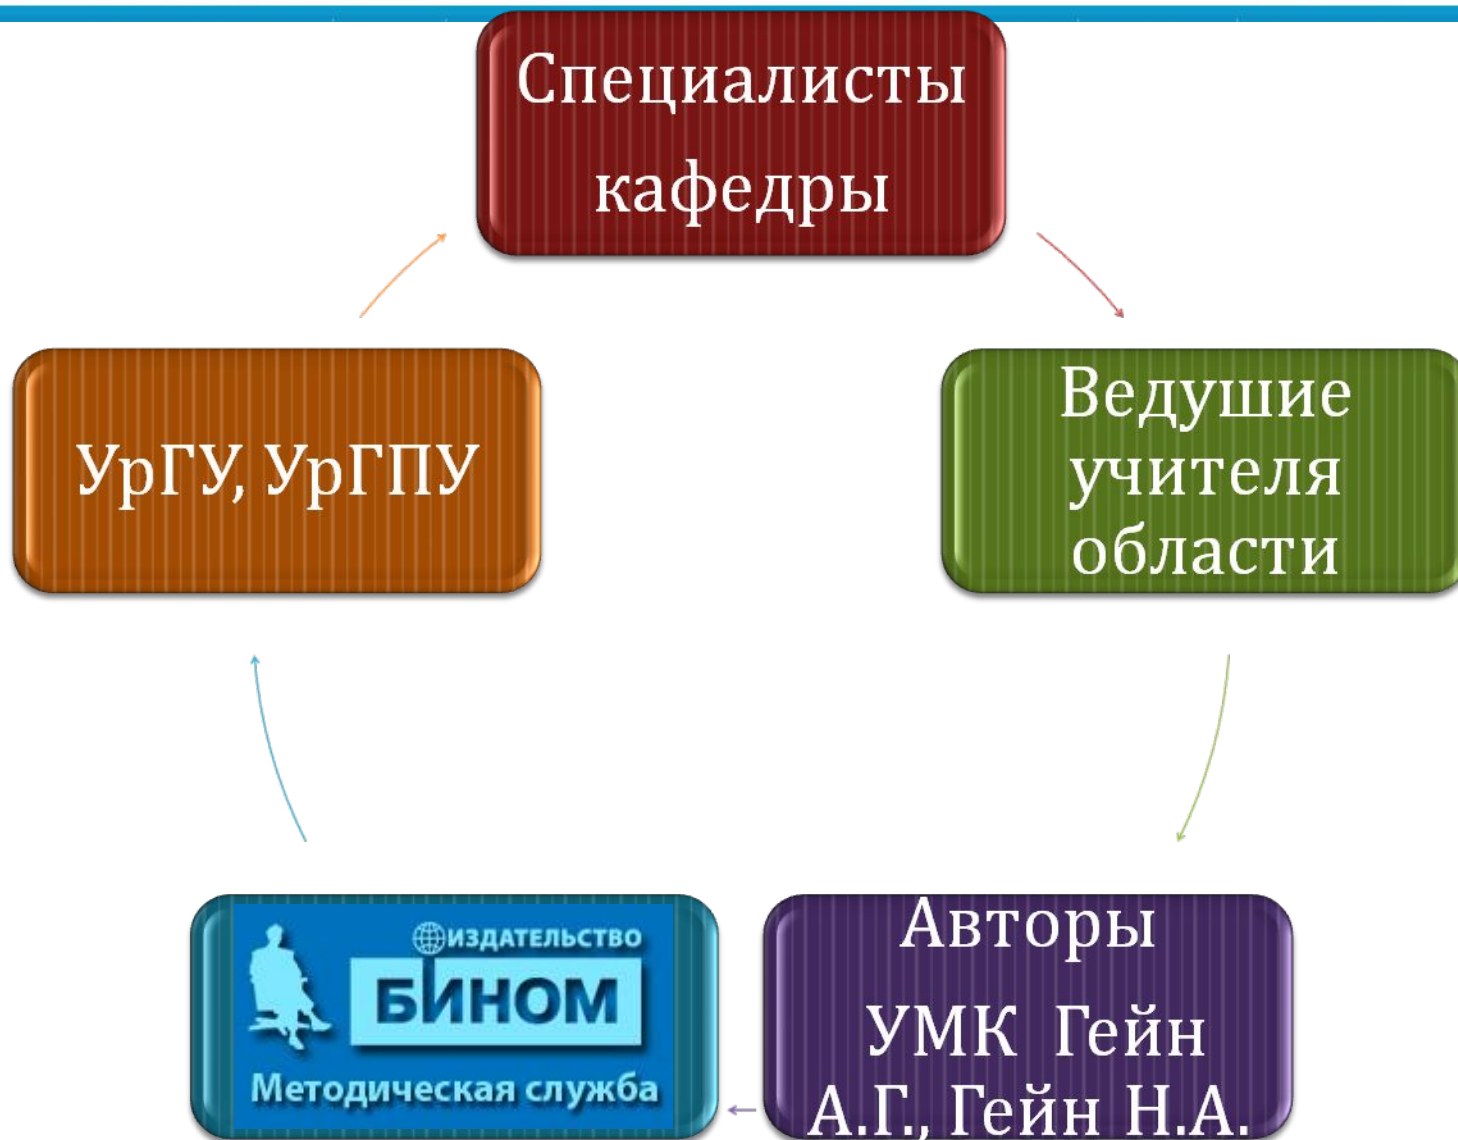 Специалисты
кафедры
Ведушие
учителя
области
Авторы
УМК Гейн
А.Г., Гейн Н.А.
ИЗДАТЕЛЬСТВО
БИНОМ
Методическая служба
УрГУ, УрГПУ